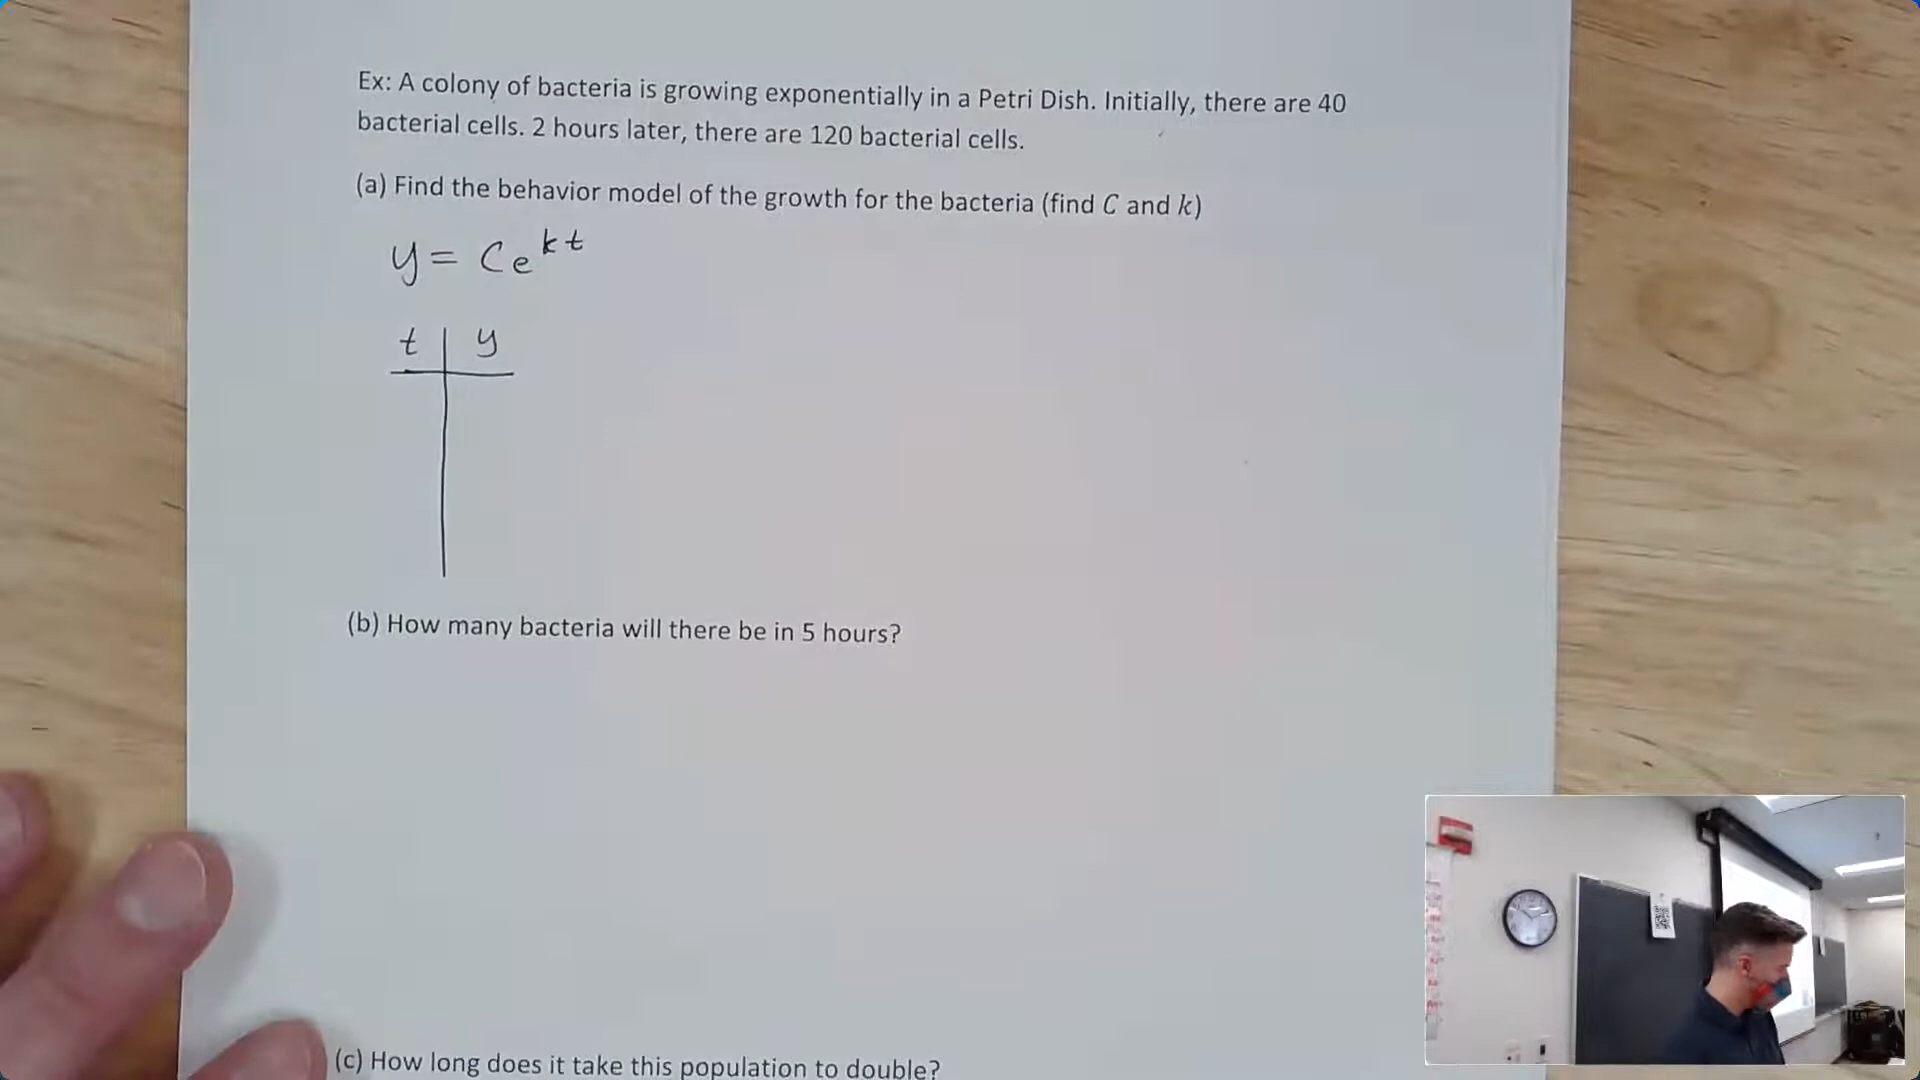 Ex: A colony of bacteria is growing exponentially in a Petri Dish. Initially, there are 40
bacterial cells. 2 hours later, there are 120 bacterial cells.
(a) Find the behavior model of the growth for the bacteria (find C and k)
y = Ce^{kt}
t | y
(b) How many bacteria will there be in 5 hours?
(c) How long does it take this population to double?